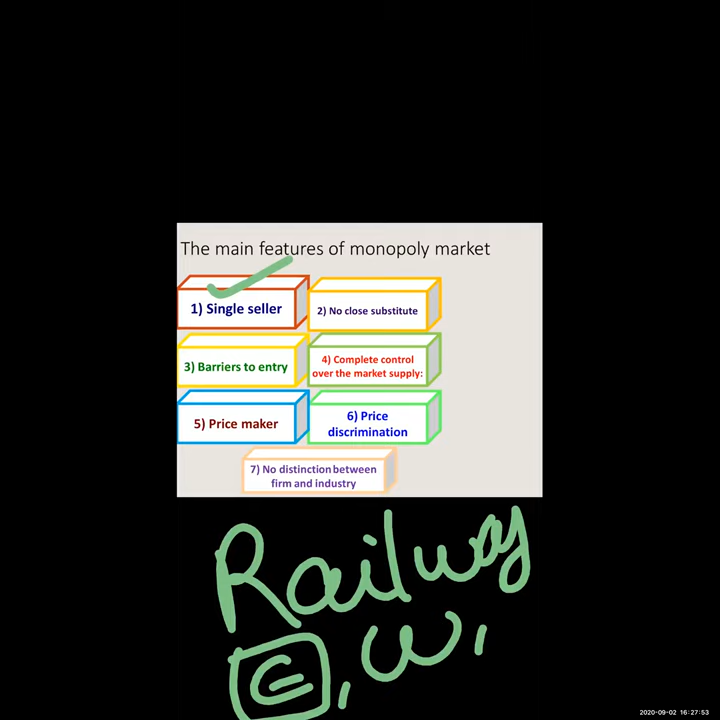 The main features of monopoly market
1) Single seller
2) No close substitute
3) Barriers to entry
4) Complete control
over the market supply:
5) Price maker
6) Price
discrimination
7) No distinction between
firm and industry
Railway
E, W,
2020-09-02 16:27:53